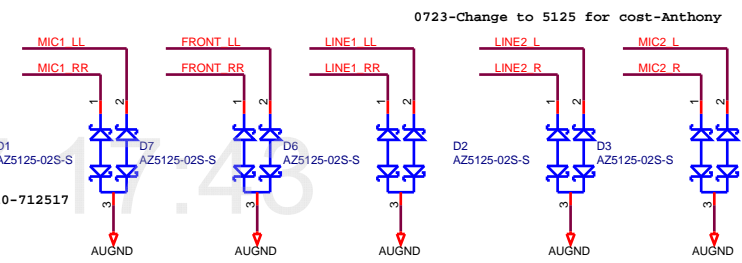 0723-Change to 5125 for cost-Anthony
MIC1_LL FRONT_LL LINE1_LL LINE2_L MIC2_L
MIC1_RR FRONT_RR LINE1_RR LINE2_R MIC2_R
1 2 1 2 1 2 1 2 1 2
D1 D7 D6 D2 D3
AZ5125-02S-S AZ5125-02S-S AZ5125-02S-S AZ5125-02S-S AZ5125-02S-S
0-712517
17:43
3 3 3 3 3
AUGND AUGND AUGND AUGND AUGND